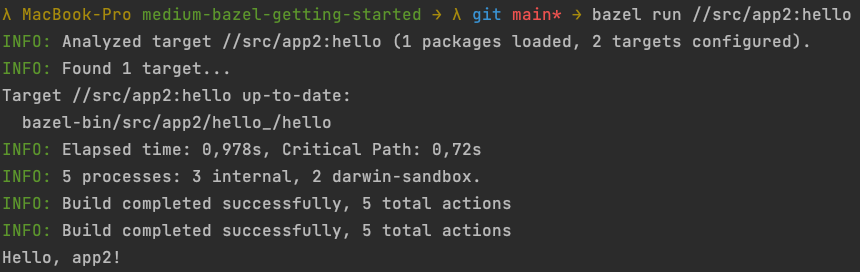 λ MacBook-Pro medium-bazel-getting-started → λ git main* → bazel run //src/app2:hello
INFO: Analyzed target //src/app2:hello (1 packages loaded, 2 targets configured).
INFO: Found 1 target...
Target //src/app2:hello up-to-date:
  bazel-bin/src/app2/hello_/hello
INFO: Elapsed time: 0,978s, Critical Path: 0,72s
INFO: 5 processes: 3 internal, 2 darwin-sandbox.
INFO: Build completed successfully, 5 total actions
INFO: Build completed successfully, 5 total actions
Hello, app2!